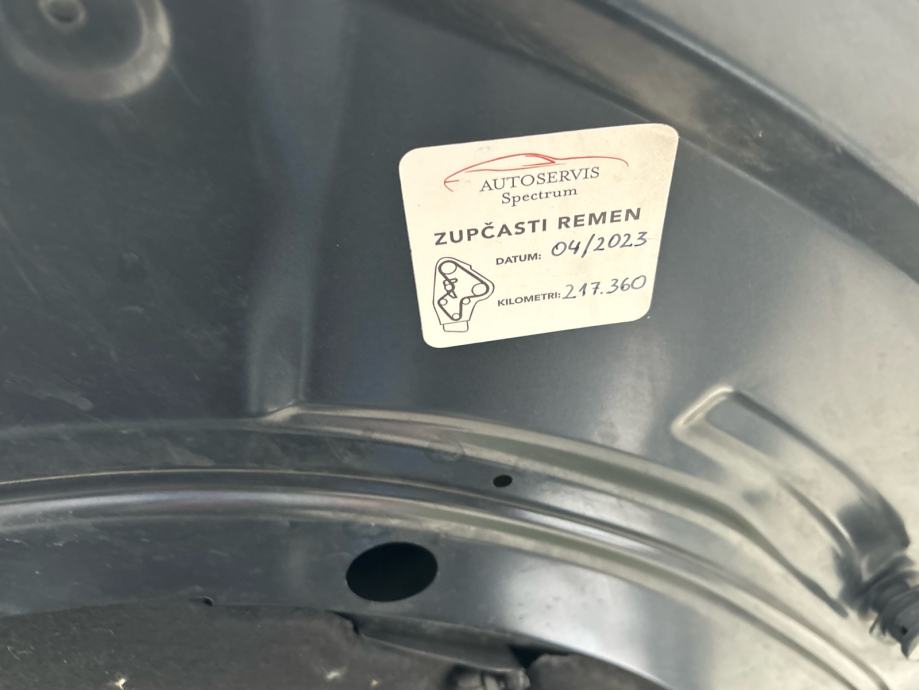 AUTOSERVIS
Spectrum
ZUPČASTI REMEN
DATUM: 04/2023
KILOMETRI: 217.360